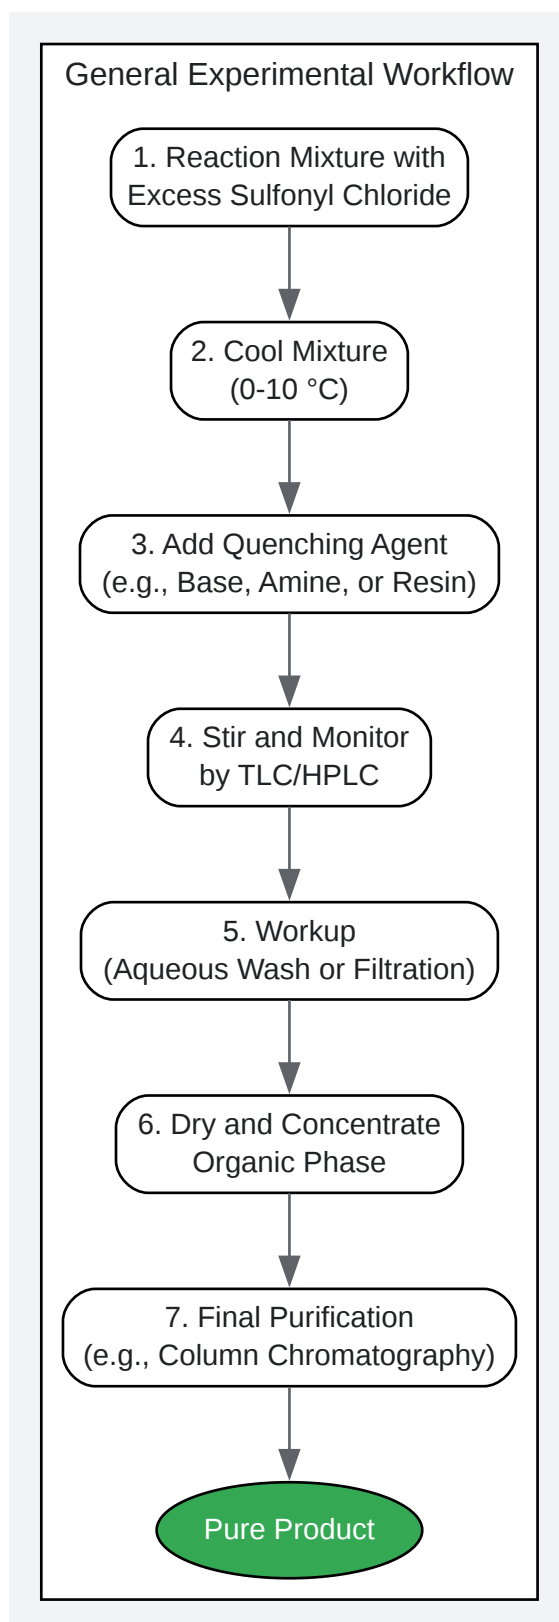 General Experimental Workflow
1. Reaction Mixture with
Excess Sulfonyl Chloride
2. Cool Mixture
(0-10 °C)
3. Add Quenching Agent
(e.g., Base, Amine, or Resin)
4. Stir and Monitor
by TLC/HPLC
5. Workup
(Aqueous Wash or Filtration)
6. Dry and Concentrate
Organic Phase
7. Final Purification
(e.g., Column Chromatography)
Pure Product